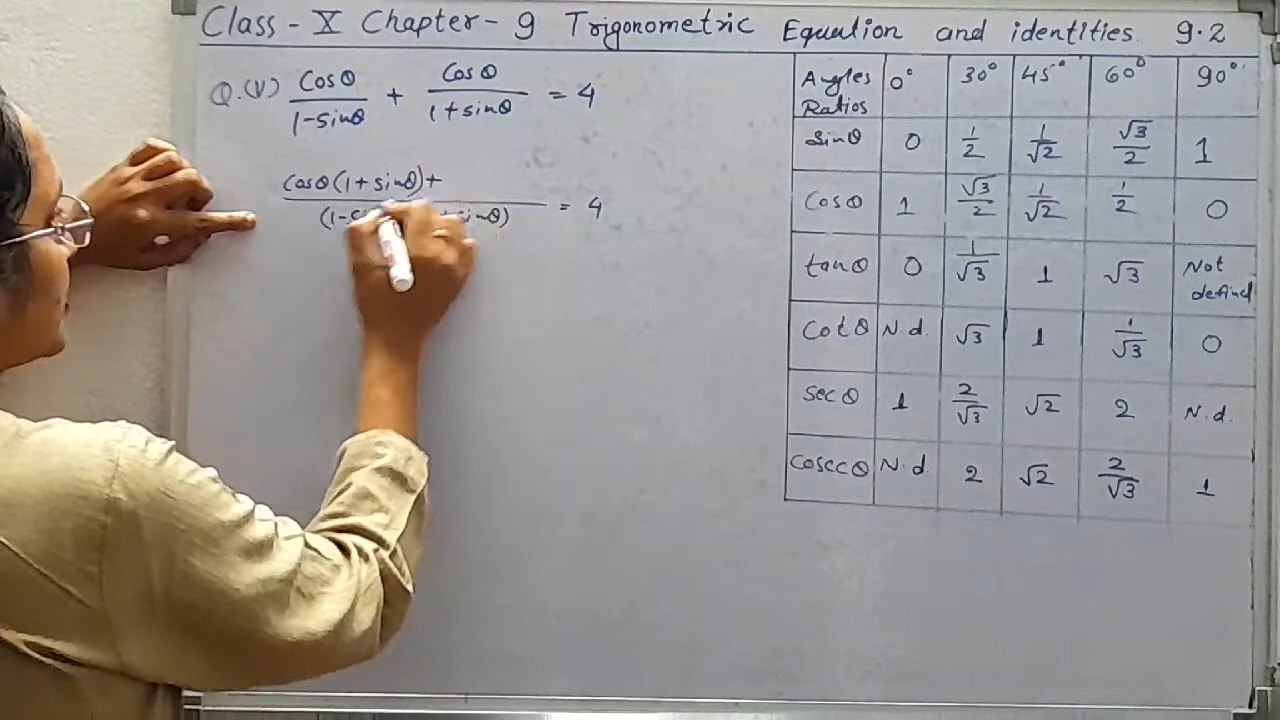 Class - X Chapter - 9 Trigonometric Equation and identities. 9.2
Q.(V) Cosθ/1-Sinθ + Cosθ/1+sinθ = 4
Cosθ(1+sinθ)+ / (1-S inθ) = 4
Angles Ratios 0° 30° 45° 60° 90°
Sinθ 0 1/2 1/√2 √3/2 1
Cosθ 1 √3/2 1/√2 1/2 0
tanθ 0 1/√3 1 √3 Not defined
Cotθ N.d. √3 1 1/√3 0
Secθ 1 2/√3 √2 2 N.d.
Cosecθ N.d 2 √2 2/√3 1